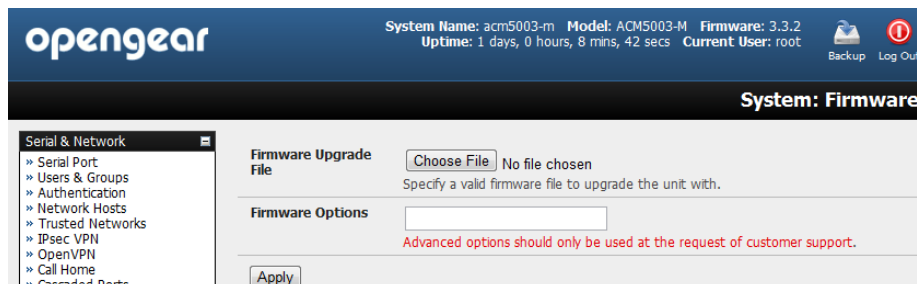 opengear
System Name: acm5003-m Model: ACM5003-M Firmware: 3.3.2
Uptime: 1 days, 0 hours, 8 mins, 42 secs Current User: root
Backup
Log Out
System: Firmware
Serial & Network
» Serial Port
» Users & Groups
» Authentication
» Network Hosts
» Trusted Networks
» IPsec VPN
» OpenVPN
» Call Home
» Cascaded Ports
Firmware Upgrade
File
Choose File No file chosen
Specify a valid firmware file to upgrade the unit with.
Firmware Options
Advanced options should only be used at the request of customer support.
Apply